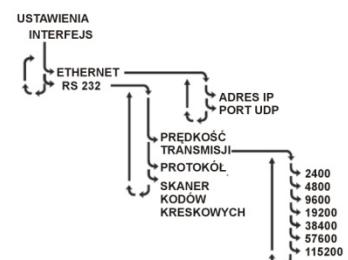 USTAWIENIA
INTERFEJS
ETHERNET
RS 232
ADRES IP
PORT UDP
PRĘDKOŚĆ
TRANSMISJI
PROTOKÓŁ
SKANER
KODÓW
KRESKOWYCH
2400
4800
9600
19200
38400
57600
115200